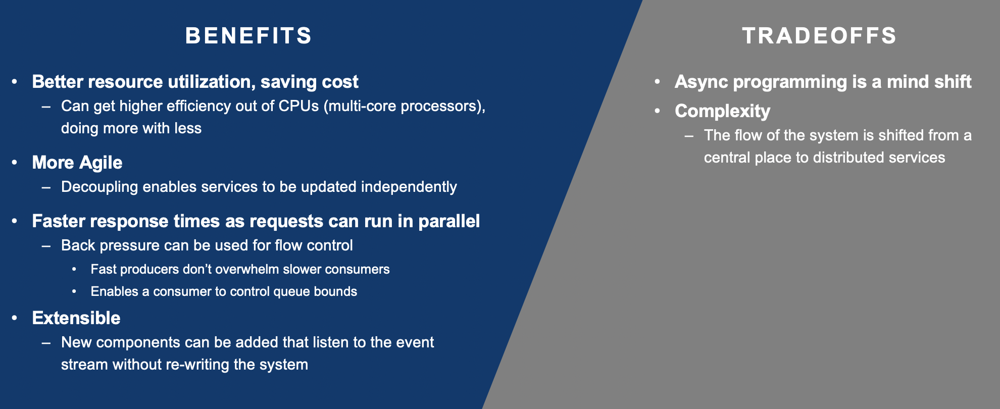 BENEFITS
• Better resource utilization, saving cost
– Can get higher efficiency out of CPUs (multi-core processors),
doing more with less
• More Agile
– Decoupling enables services to be updated independently
• Faster response times as requests can run in parallel
– Back pressure can be used for flow control
• Fast producers don’t overwhelm slower consumers
• Enables a consumer to control queue bounds
• Extensible
– New components can be added that listen to the event
stream without re-writing the system
TRADEOFFS
• Async programming is a mind shift
• Complexity
– The flow of the system is shifted from a
central place to distributed services